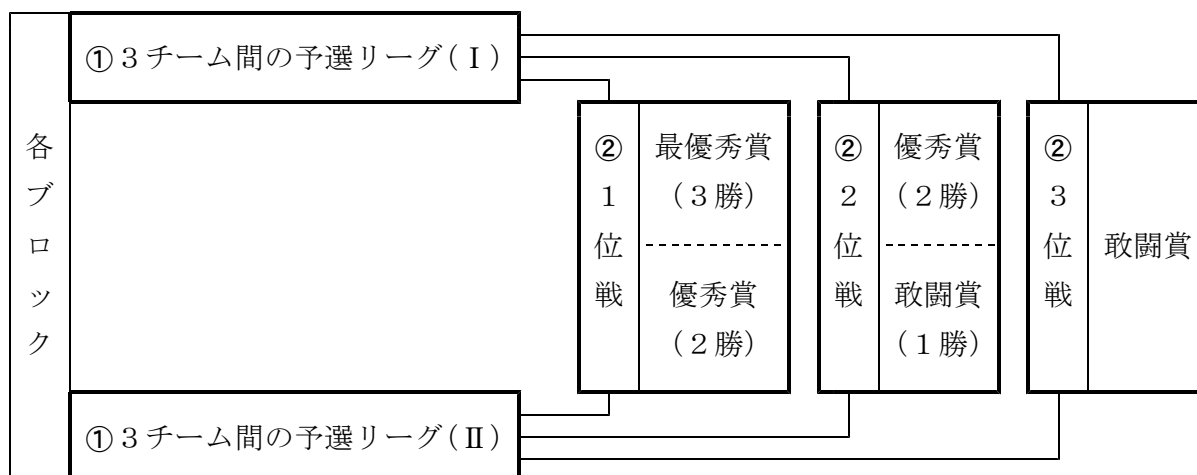 各ブロック
①3チーム間の予選リーグ(Ⅰ)
②1位戦
最優秀賞
(3勝)
優秀賞
(2勝)
②2位戦
優秀賞
(2勝)
敢闘賞
(1勝)
②3位戦
敢闘賞
①3チーム間の予選リーグ(Ⅱ)